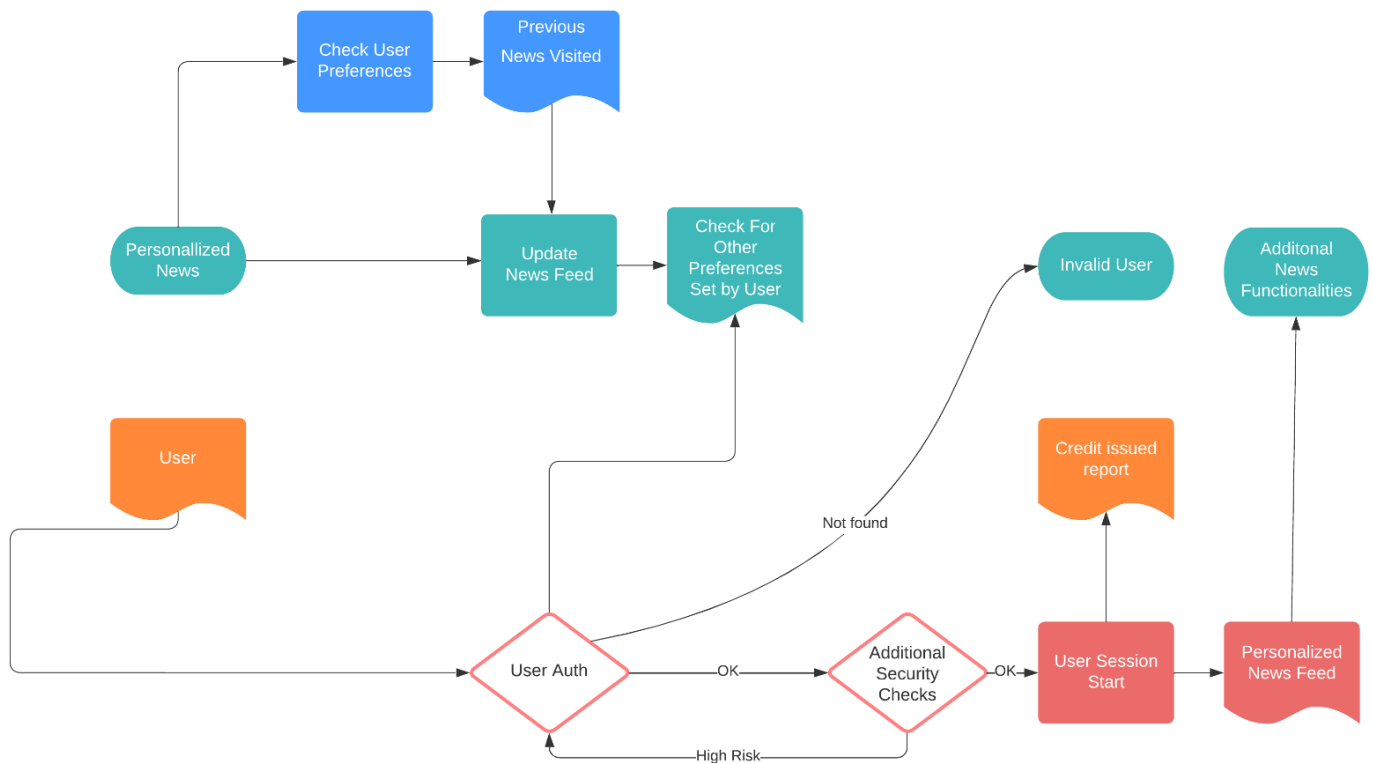 Check User
Preferences
Previous
News Visited
Personallized
News
Update
News Feed
Check For
Other
Preferences
Set by User
Invalid User
Additonal
News
Functionalities
User
Credit issued
report
Not found
User Auth
OK
Additional
Security
Checks
OK
User Session
Start
Personalized
News Feed
High Risk